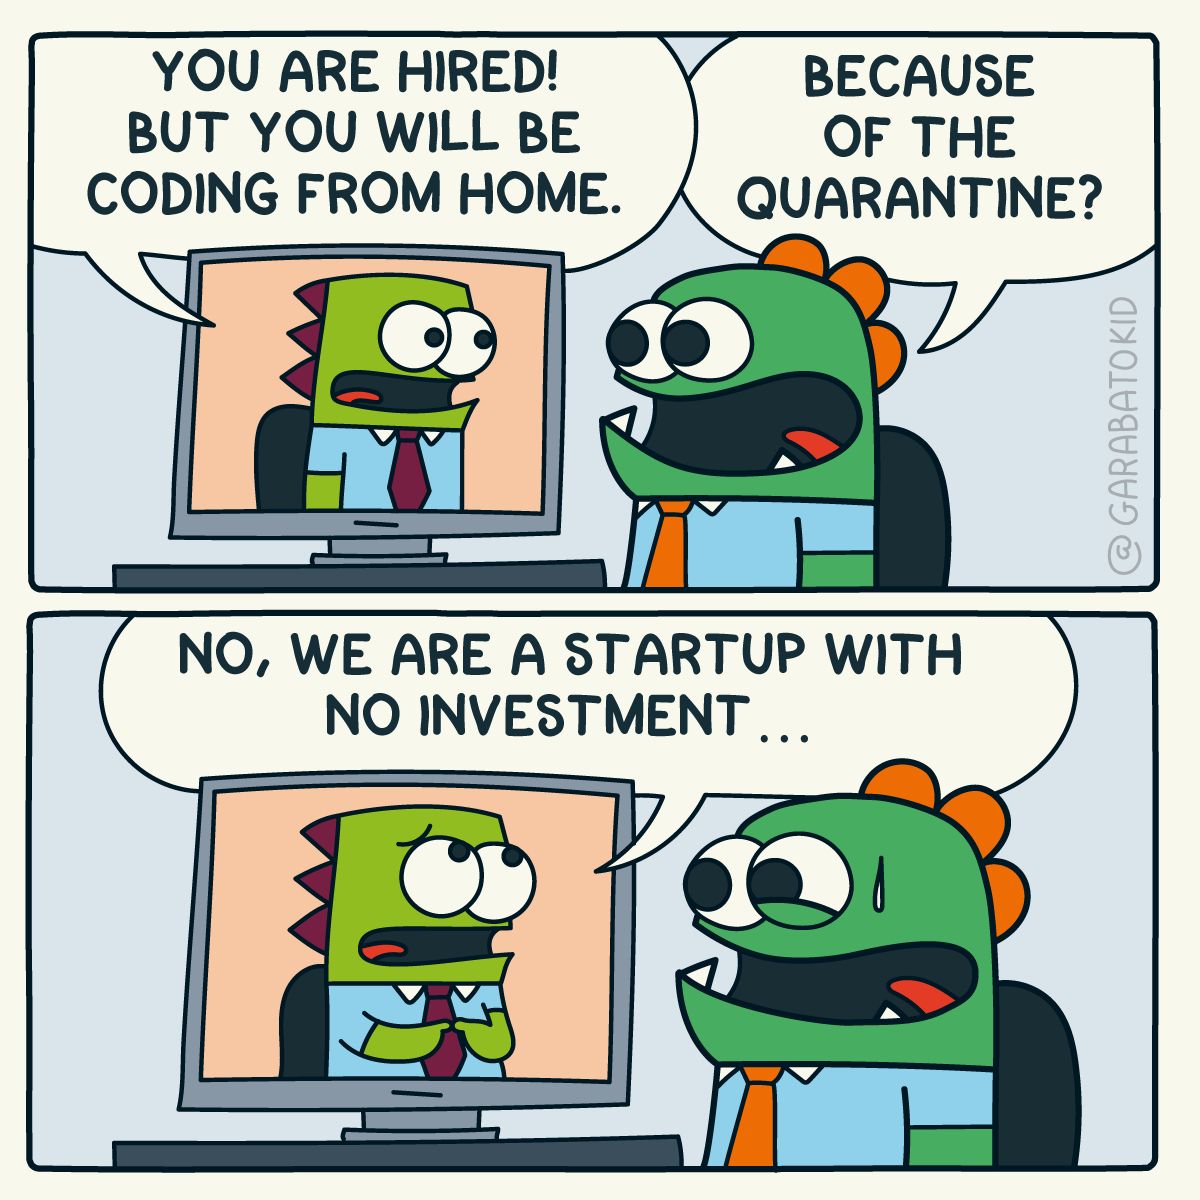 YOU ARE HIRED!
BUT YOU WILL BE
CODING FROM HOME.
BECAUSE
OF THE
QUARANTINE?
@GARABATOKID
NO, WE ARE A STARTUP WITH
NO INVESTMENT...